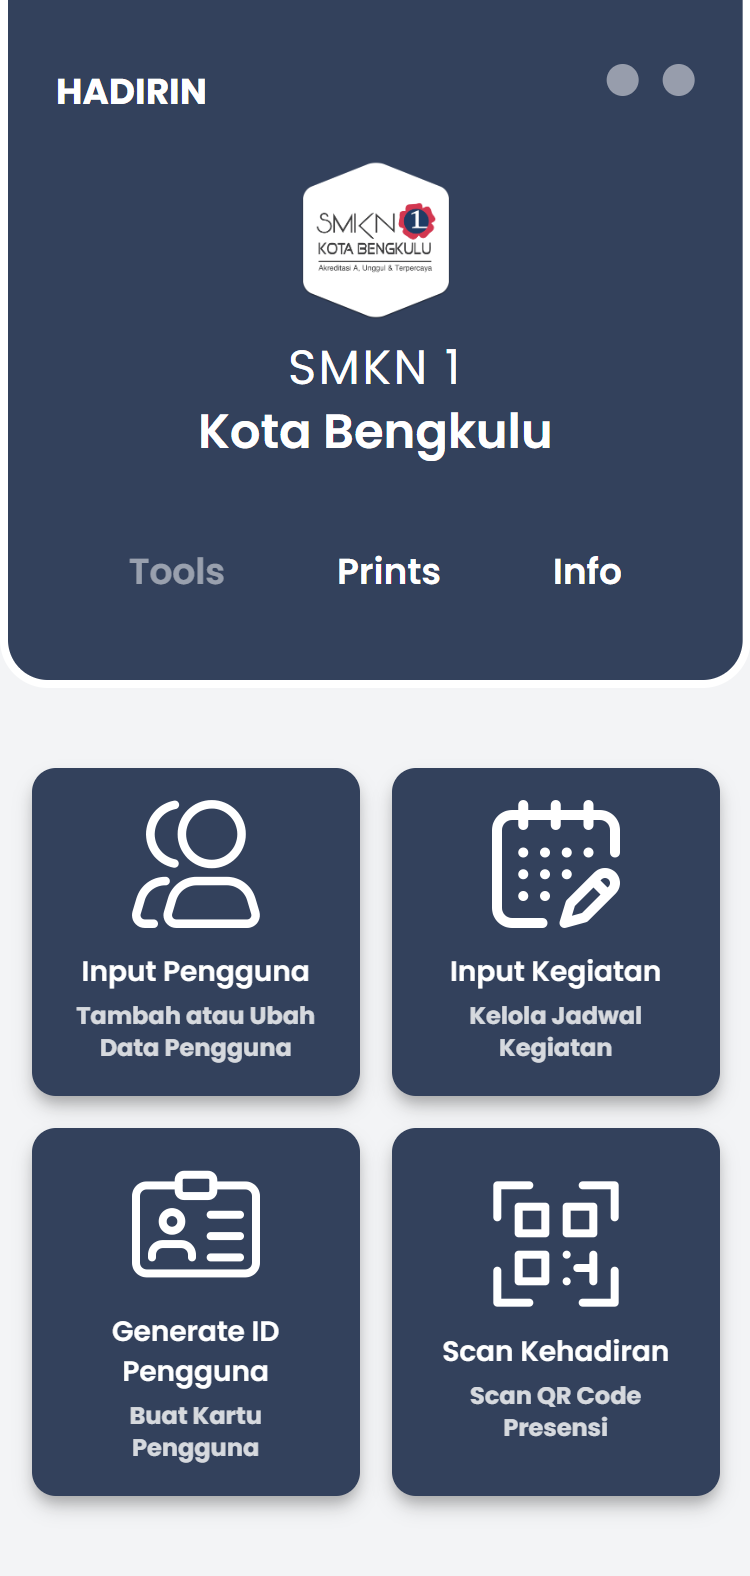 HADIRIN
SMKN 1
KOTA BENGKULU
Akreditasi A, Unggul & Terpercaya
SMKN 1
Kota Bengkulu
Tools Prints Info
Input Pengguna
Tambah atau Ubah
Data Pengguna
Input Kegiatan
Kelola Jadwal
Kegiatan
Generate ID
Pengguna
Buat Kartu
Pengguna
Scan Kehadiran
Scan QR Code
Presensi